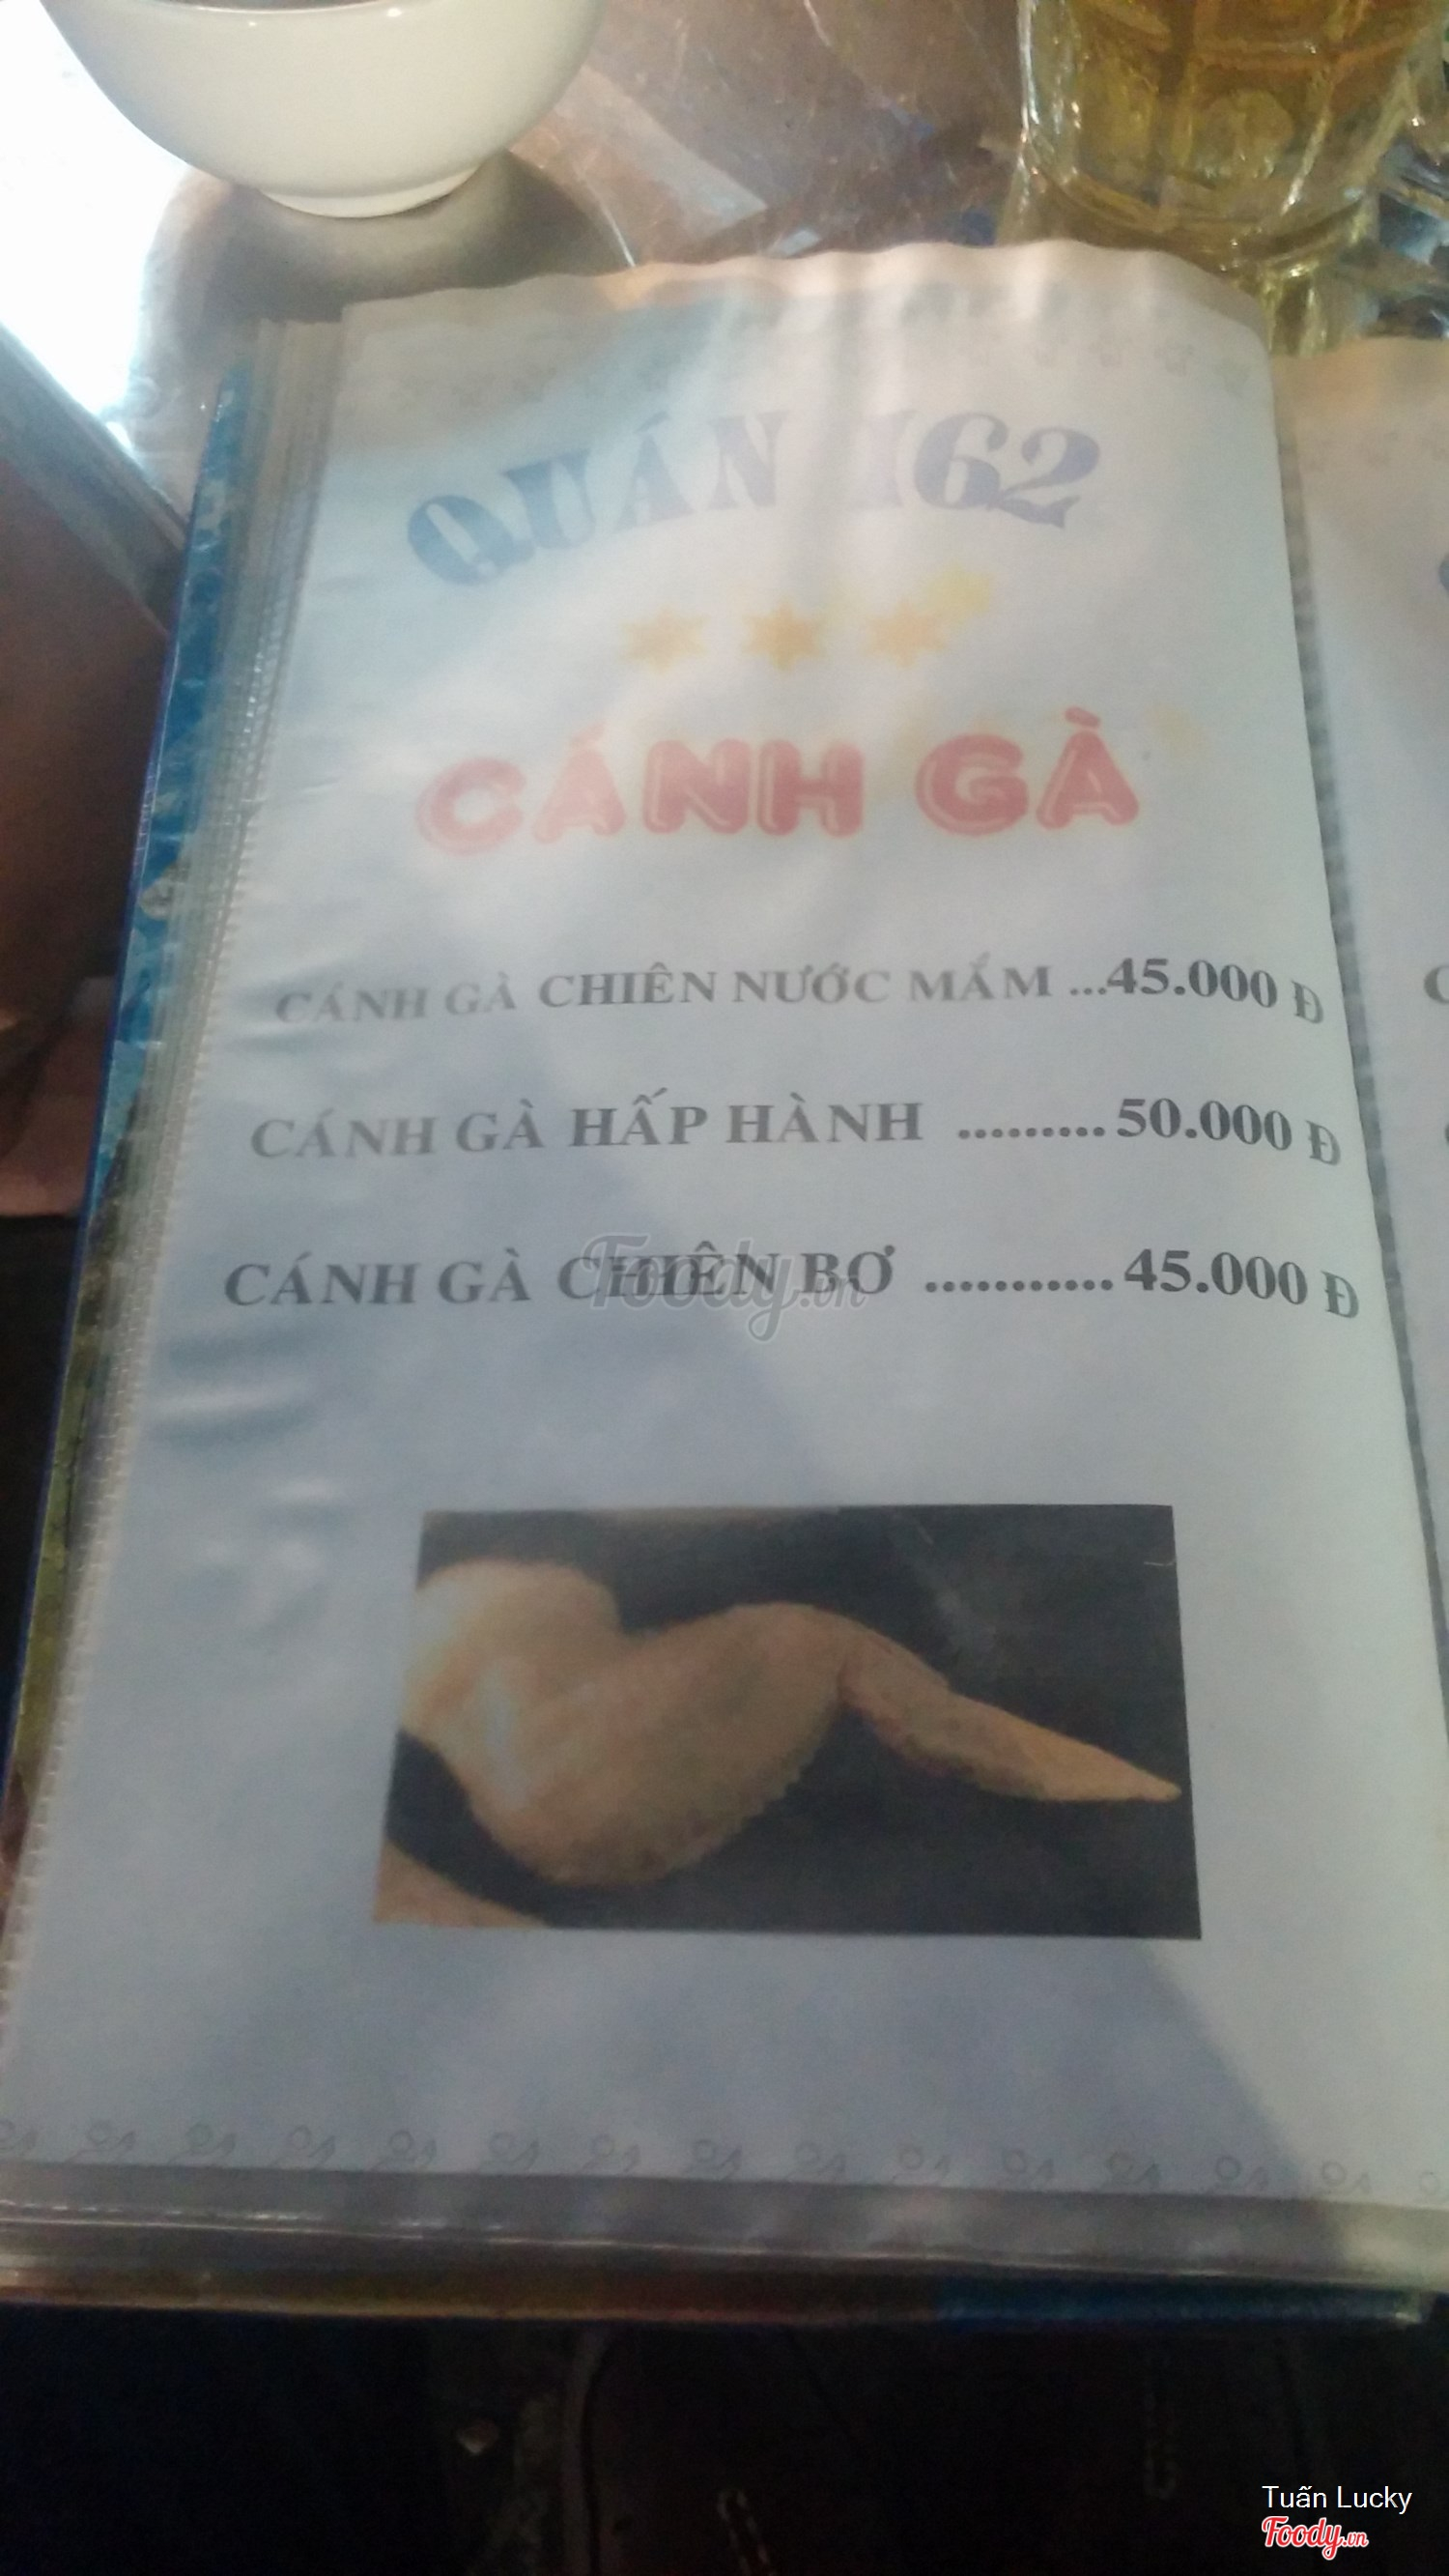 QUÁN 162
CÁNH GÀ
CÁNH GÀ CHIÊN NƯỚC MẮM ...45.000 Đ
CÁNH GÀ HẤP HÀNH .........50.000 Đ
CÁNH GÀ CHIÊN BƠ ...........45.000 Đ
Foody.vn
Tuấn Lucky
Foody.vn